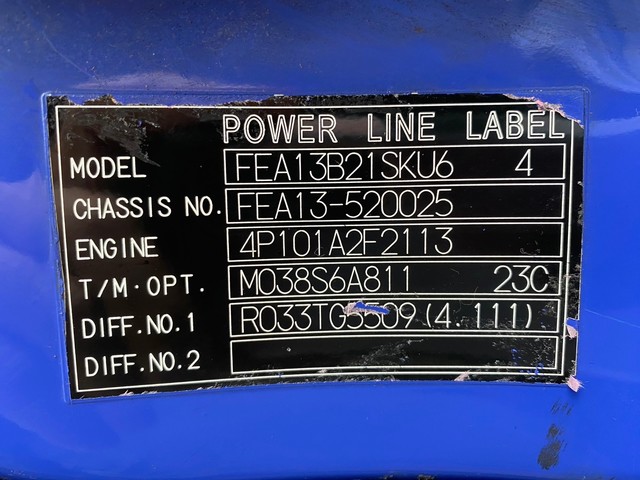 POWER LINE LABEL
MODEL FEA13B21SKU6 4
CHASSIS NO. FEA13-520025
ENGINE 4P101A2F2113
T/M·OPT. M038S6A811 23C
DIFF.NO.1 R033TG5509(4.111)
DIFF.NO.2